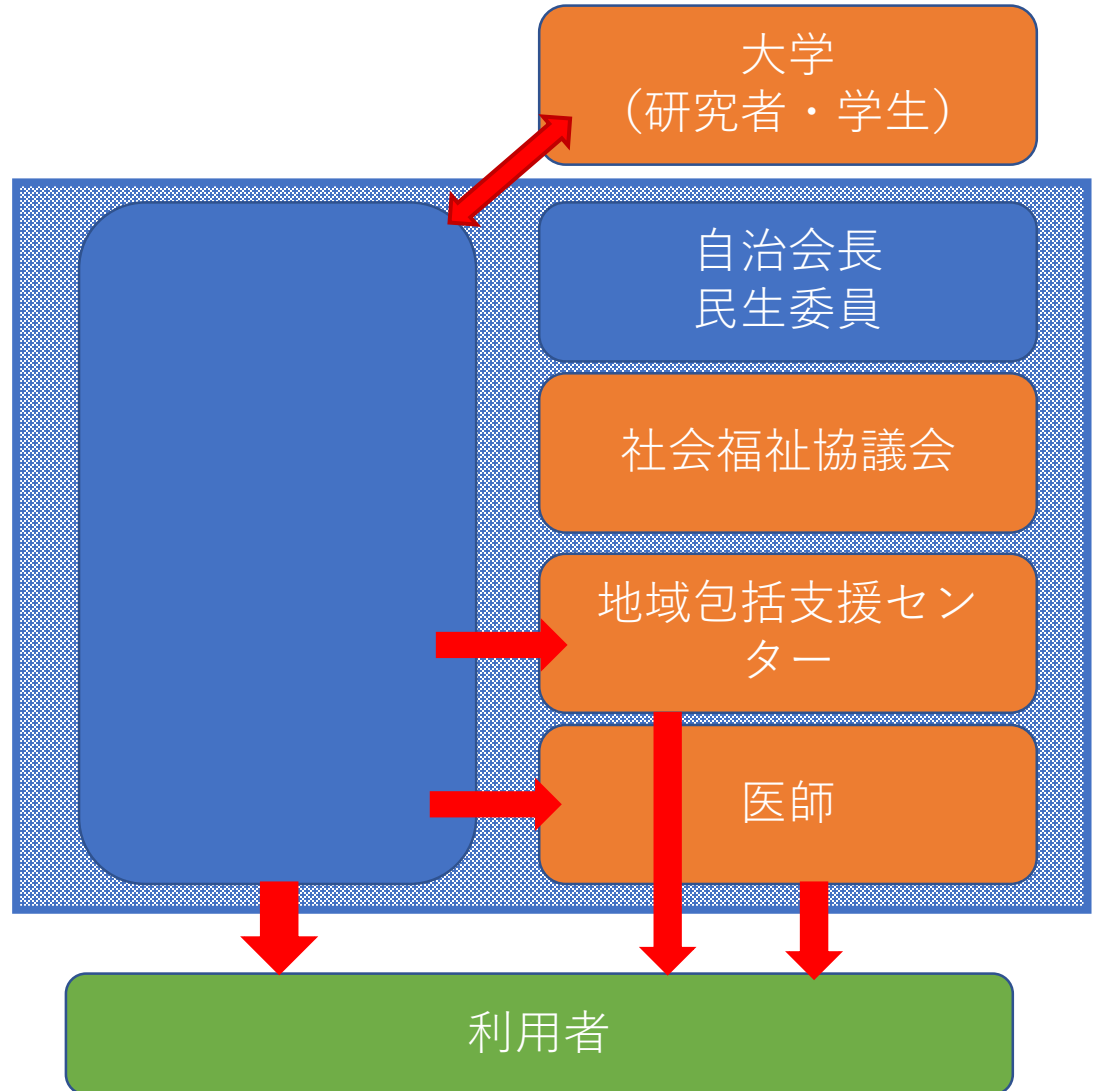 大学
（研究者・学生）
自治会長
民生委員
社会福祉協議会
地域包括支援セン
ター
医師
利用者